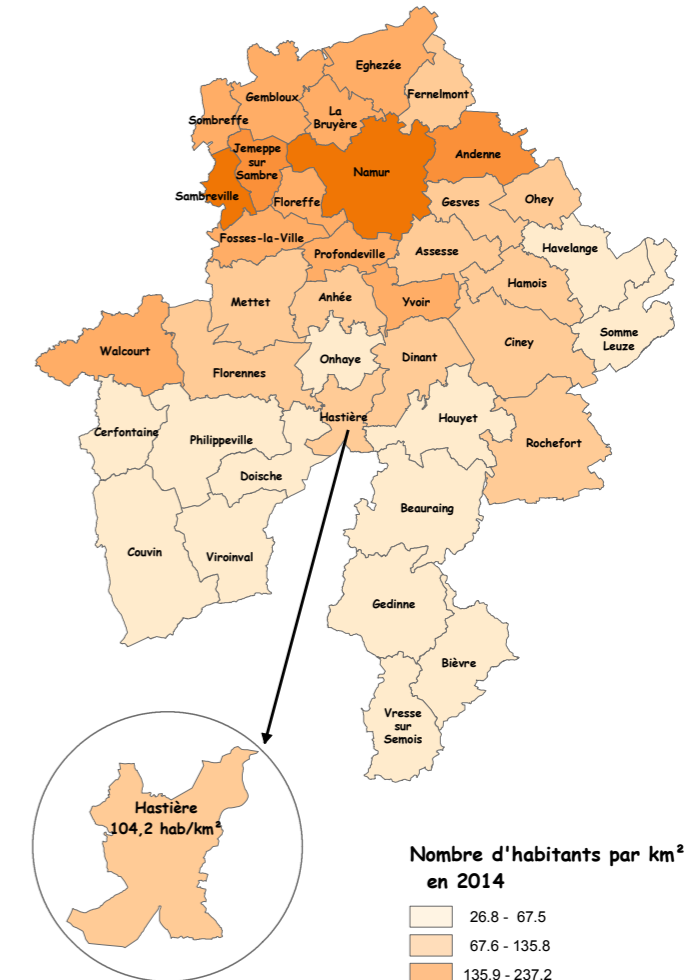 Eghezée
Gembloux
Fernelmont
Sombreffe
La
Bruyère
Jemeppe
sur
Sambre
Andenne
Namur
Sambreville
Floreffe
Gesves
Ohey
Fosses-la-Ville
Profondeville
Assesse
Havelange
Hamois
Mettet
Anhée
Yvoir
Somme
Leuze
Walcourt
Florennes
Onhaye
Dinant
Ciney
Hastière
Houyet
Cerfontaine
Philippeville
Rochefort
Doische
Beauraing
Couvin
Viroinval
Gedinne
Bièvre
Vresse
sur
Semois
Hastière
104,2 hab/km²
Nombre d'habitants par km²
en 2014
26.8 - 67.5
67.6 - 135.8
135.9 - 237.2